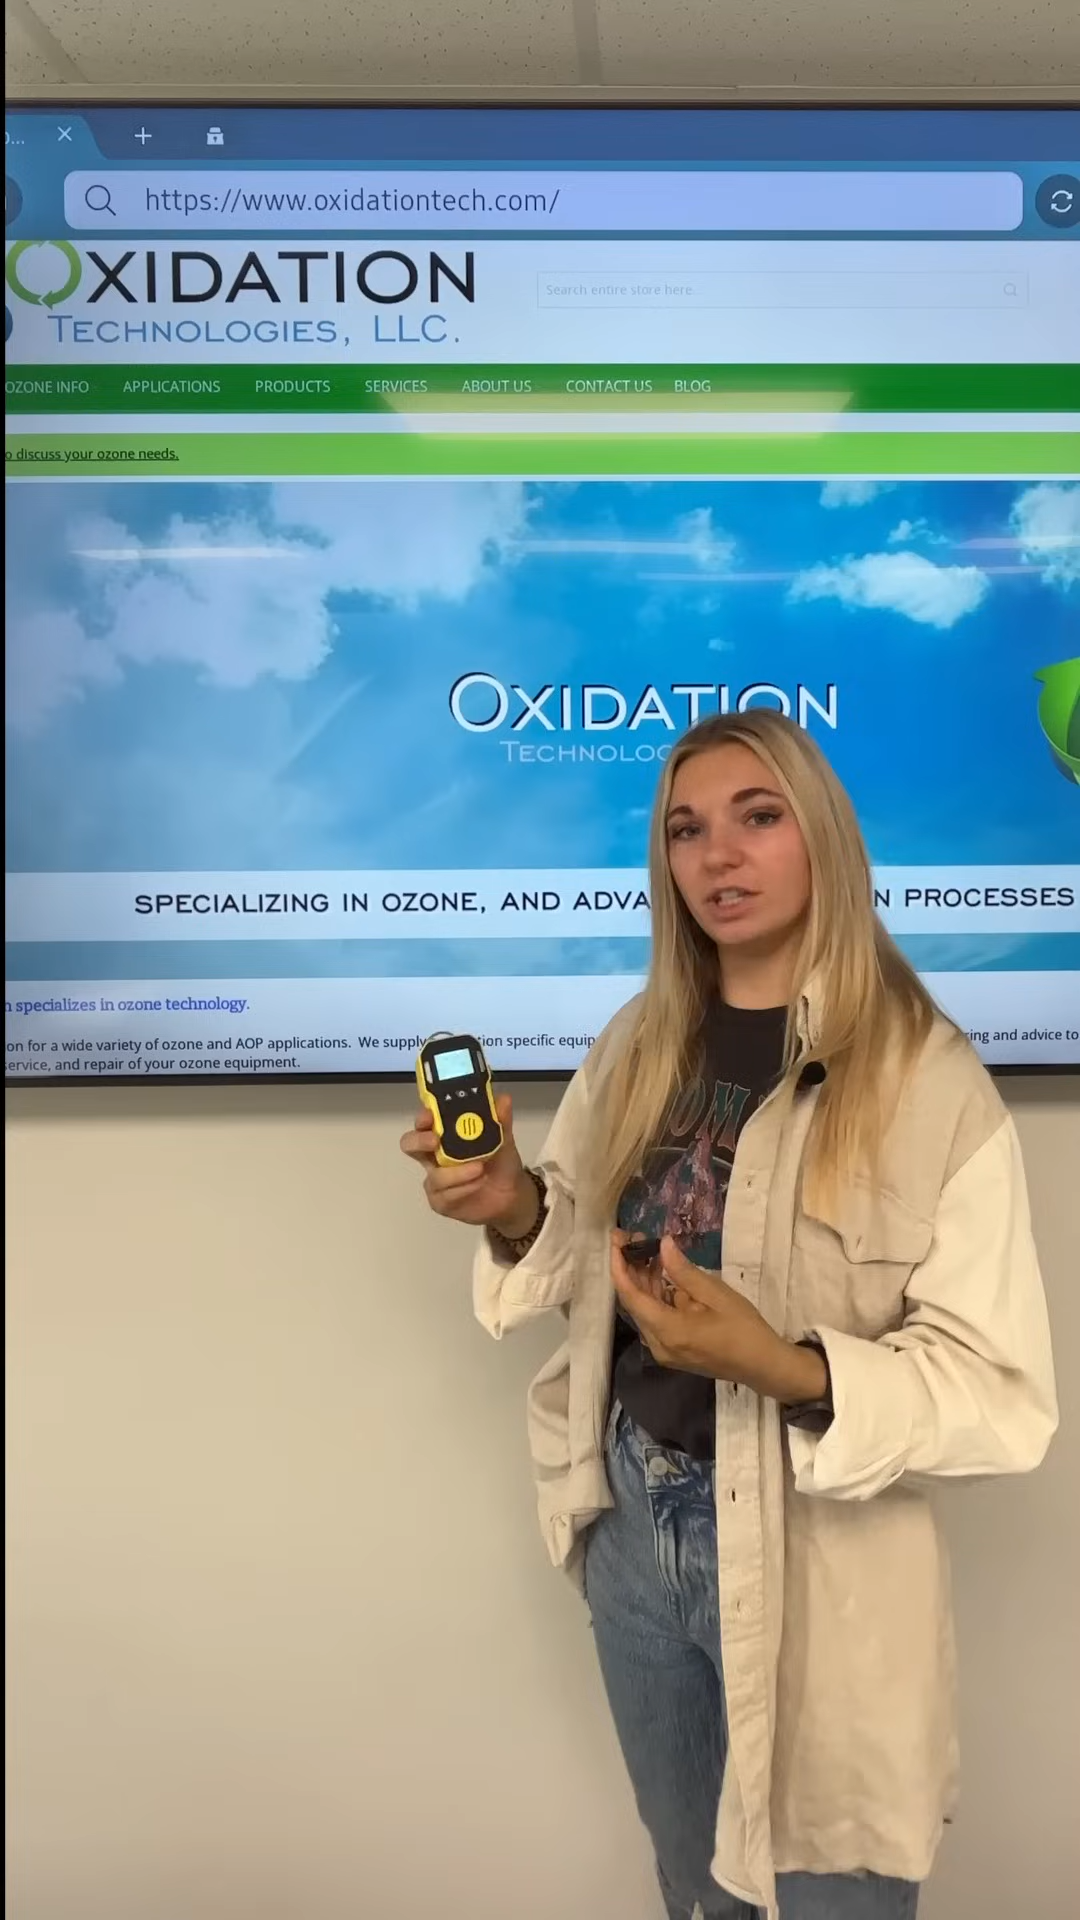 https://www.oxidationtech.com/
OXIDATION
TECHNOLOGIES, LLC.
Search entire store here...
OZONE INFO APPLICATIONS PRODUCTS SERVICES ABOUT US CONTACT US BLOG
o discuss your ozone needs.
OXIDATION
TECHNOLOG
SPECIALIZING IN OZONE, AND ADVA N PROCESSES
specializes in ozone technology.
on for a wide variety of ozone and AOP applications. We supply tion specific equip ring and advice to
ervice, and repair of your ozone equipment.